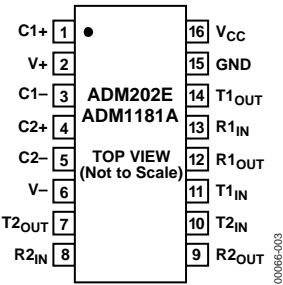 C1+ 1
V+ 2
C1– 3
C2+ 4
C2– 5
V– 6
T2OUT 7
R2IN 8
ADM202E
ADM1181A
TOP VIEW
(Not to Scale)
16 VCC
15 GND
14 T1OUT
13 R1IN
12 R1OUT
11 T1IN
10 T2IN
9 R2OUT
00066-003